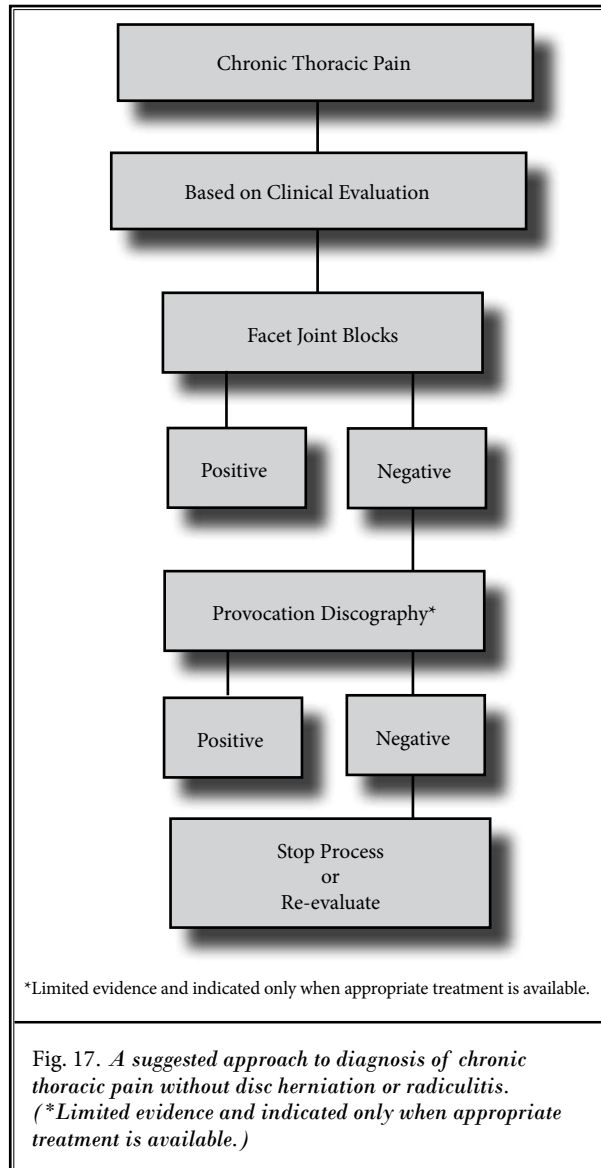 Chronic Thoracic Pain
Based on Clinical Evaluation
Facet Joint Blocks
Positive
Negative
Provocation Discography*
Positive
Negative
Stop Process
or
Re-evaluate
*Limited evidence and indicated only when appropriate treatment is available.
Fig. 17. A suggested approach to diagnosis of chronic
thoracic pain without disc herniation or radiculitis.
(*Limited evidence and indicated only when appropriate
treatment is available.)